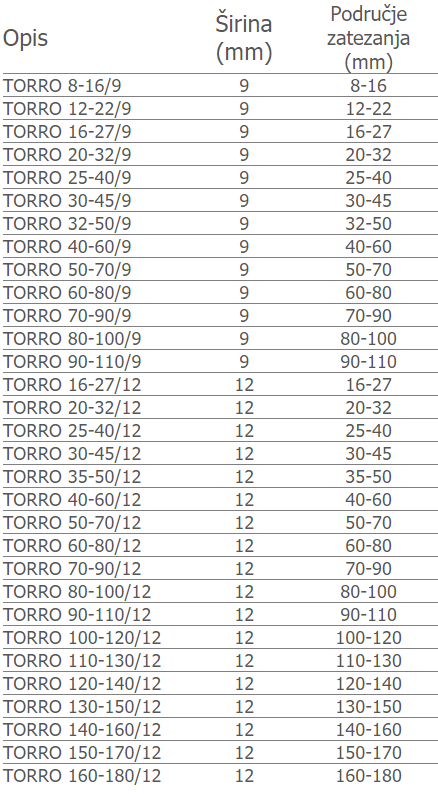 Opis Širina (mm) Područje zatezanja (mm)
TORRO 8-16/9 9 8-16
TORRO 12-22/9 9 12-22
TORRO 16-27/9 9 16-27
TORRO 20-32/9 9 20-32
TORRO 25-40/9 9 25-40
TORRO 30-45/9 9 30-45
TORRO 32-50/9 9 32-50
TORRO 40-60/9 9 40-60
TORRO 50-70/9 9 50-70
TORRO 60-80/9 9 60-80
TORRO 70-90/9 9 70-90
TORRO 80-100/9 9 80-100
TORRO 90-110/9 9 90-110
TORRO 16-27/12 12 16-27
TORRO 20-32/12 12 20-32
TORRO 25-40/12 12 25-40
TORRO 30-45/12 12 30-45
TORRO 35-50/12 12 35-50
TORRO 40-60/12 12 40-60
TORRO 50-70/12 12 50-70
TORRO 60-80/12 12 60-80
TORRO 70-90/12 12 70-90
TORRO 80-100/12 12 80-100
TORRO 90-110/12 12 90-110
TORRO 100-120/12 12 100-120
TORRO 110-130/12 12 110-130
TORRO 120-140/12 12 120-140
TORRO 130-150/12 12 130-150
TORRO 140-160/12 12 140-160
TORRO 150-170/12 12 150-170
TORRO 160-180/12 12 160-180